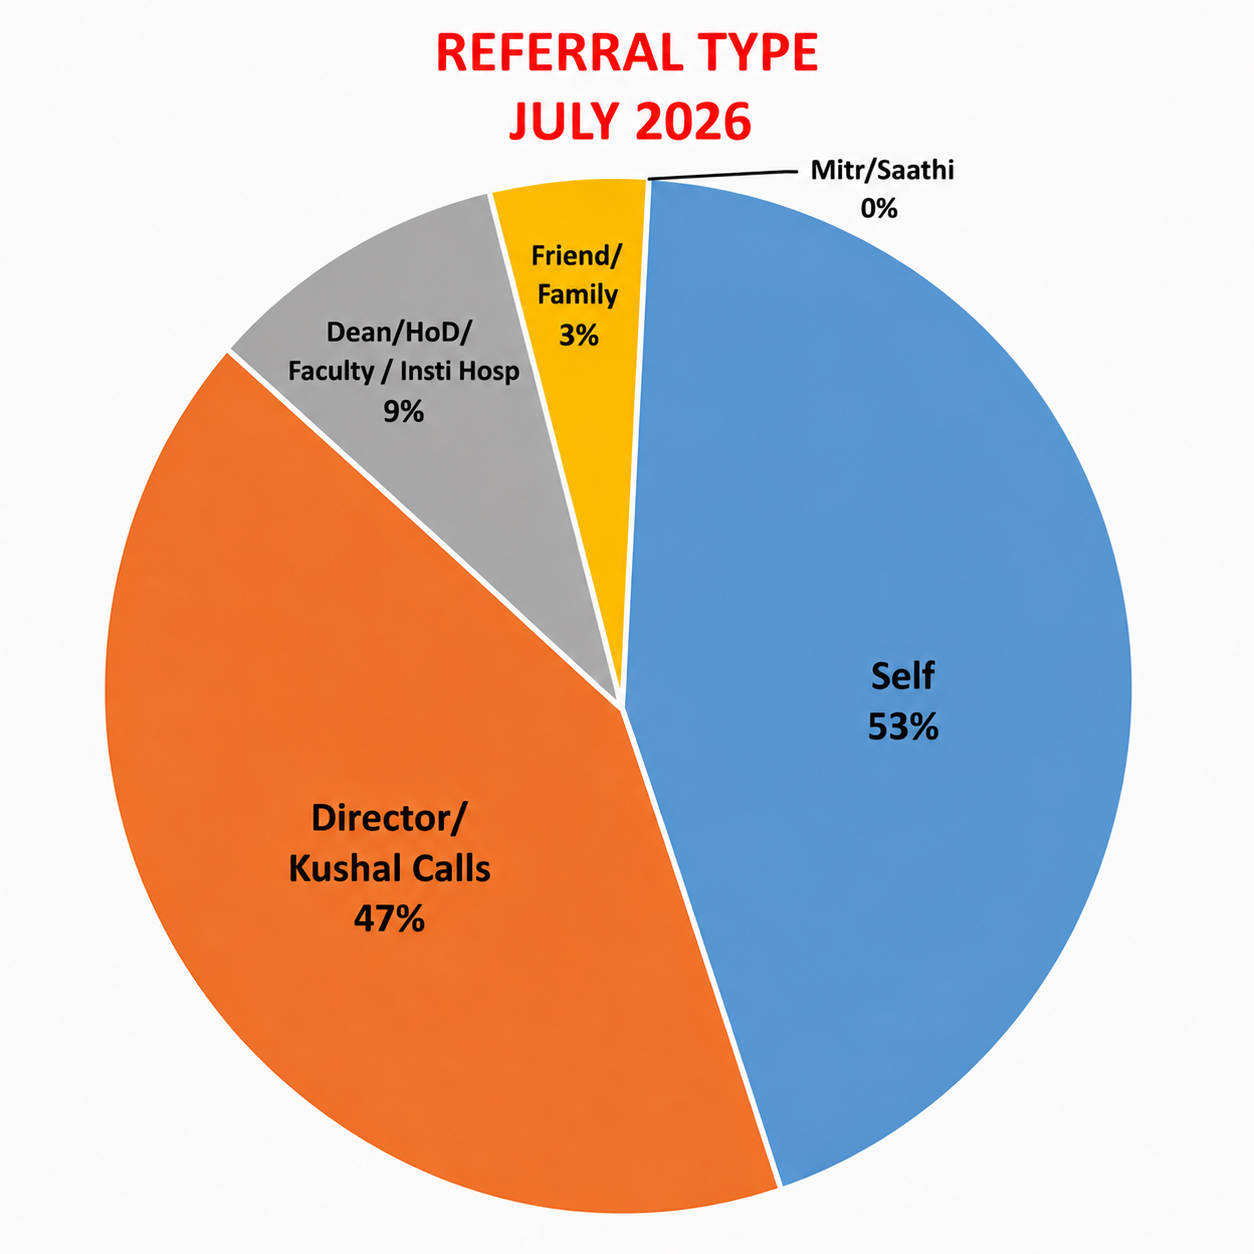 REFERRAL TYPE
JULY 2026
Mitr/Saathi
0%
Friend/
Family
3%
Dean/HoD/
Faculty / Insti Hosp
9%
Self
53%
Director/
Kushal Calls
47%